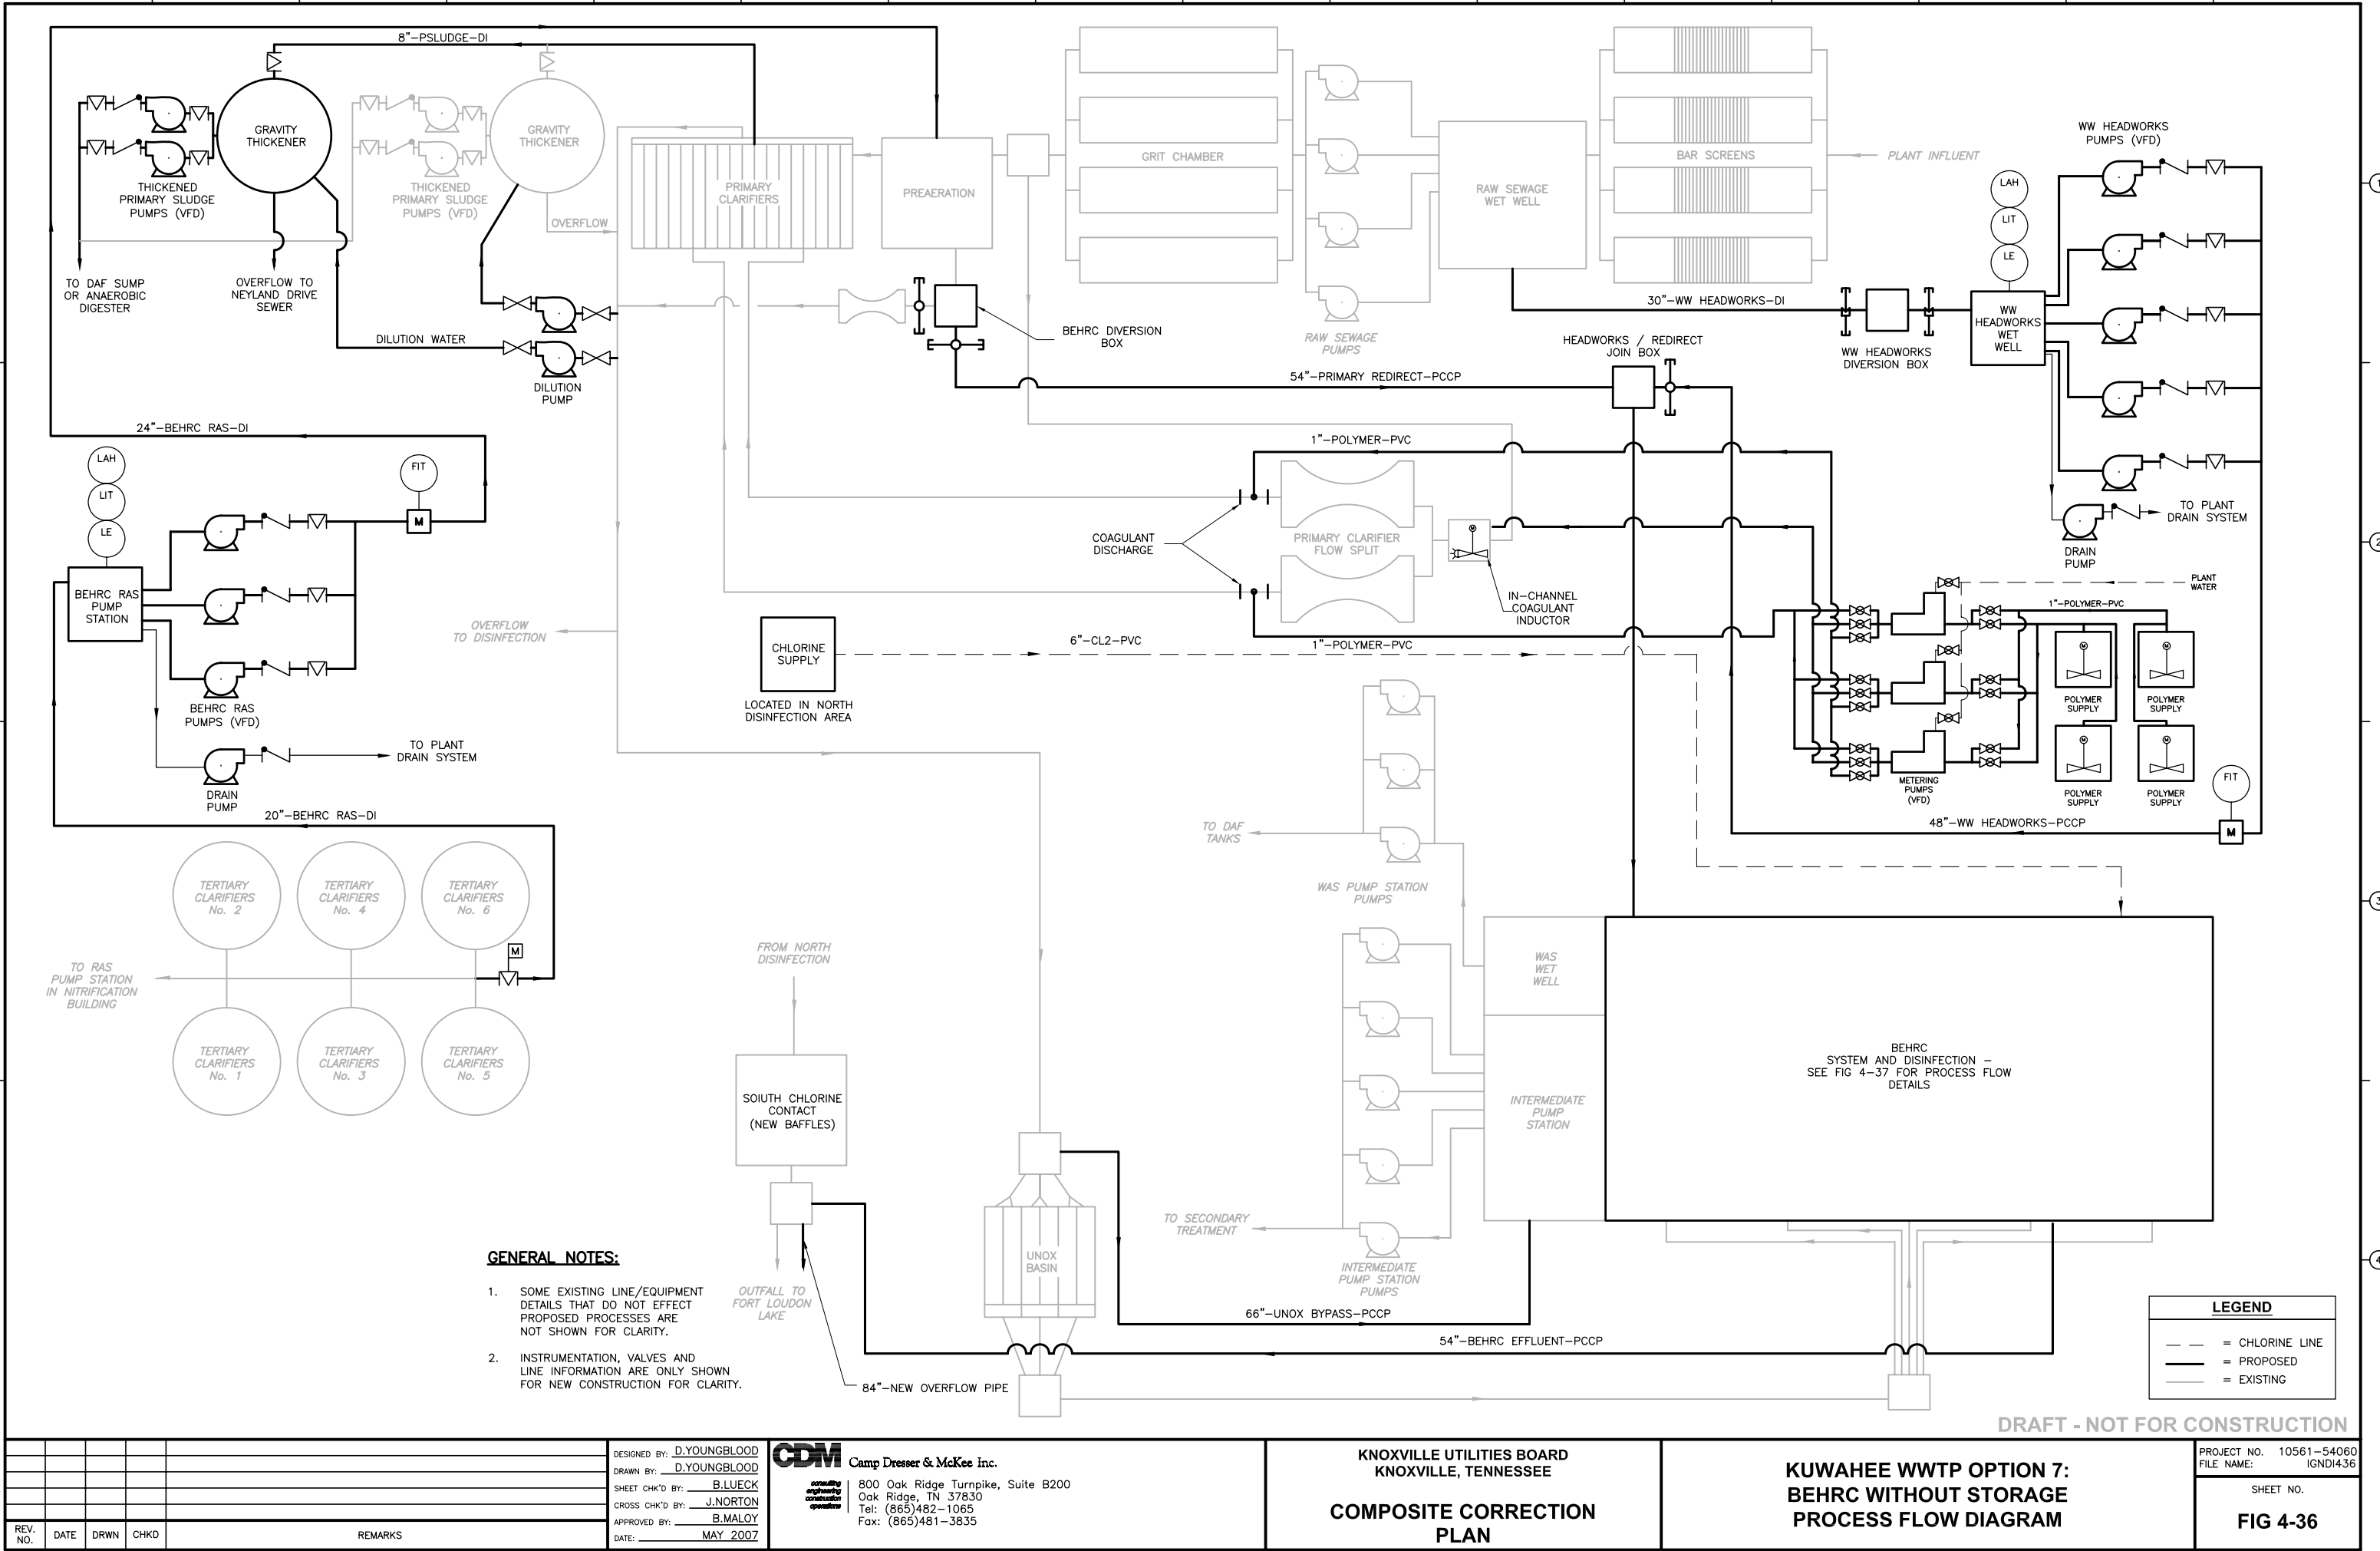 8"-PSLUDGE-DI
GRAVITY
THICKENER
GRAVITY
THICKENER
THICKENED
PRIMARY SLUDGE
PUMPS (VFD)
THICKENED
PRIMARY SLUDGE
PUMPS (VFD)
OVERFLOW
TO DAF SUMP
OR ANAEROBIC
DIGESTER
OVERFLOW TO
NEYLAND DRIVE
SEWER
DILUTION WATER
DILUTION
PUMP
PRIMARY
CLARIFIERS
PREAERATION
GRIT CHAMBER
RAW SEWAGE
WET WELL
BAR SCREENS
PLANT INFLUENT
RAW SEWAGE
PUMPS
BEHRC DIVERSION
BOX
30"-WW HEADWORKS-DI
WW HEADWORKS
DIVERSION BOX
WW HEADWORKS
PUMPS (VFD)
LAH
LIT
LE
WW
HEADWORKS
WET
WELL
HEADWORKS / REDIRECT
JOIN BOX
54"-PRIMARY REDIRECT-PCCP
TO PLANT
DRAIN SYSTEM
DRAIN
PUMP
24"-BEHRC RAS-DI
LAH
LIT
LE
FIT
M
BEHRC RAS
PUMP
STATION
BEHRC RAS
PUMPS (VFD)
TO PLANT
DRAIN SYSTEM
DRAIN
PUMP
20"-BEHRC RAS-DI
1"-POLYMER-PVC
COAGULANT
DISCHARGE
PRIMARY CLARIFIER
FLOW SPLIT
M
IN-CHANNEL
COAGULANT
INDUCTOR
OVERFLOW
TO DISINFECTION
CHLORINE
SUPPLY
LOCATED IN NORTH
DISINFECTION AREA
6"-CL2-PVC
1"-POLYMER-PVC
PLANT
WATER
1"-POLYMER-PVC
M
M
POLYMER
SUPPLY
POLYMER
SUPPLY
M
M
POLYMER
SUPPLY
POLYMER
SUPPLY
METERING
PUMPS
(VFD)
FIT
M
48"-WW HEADWORKS-PCCP
TERTIARY
CLARIFIERS
No. 2
TERTIARY
CLARIFIERS
No. 4
TERTIARY
CLARIFIERS
No. 6
M
TO RAS
PUMP STATION
IN NITRIFICATION
BUILDING
TERTIARY
CLARIFIERS
No. 1
TERTIARY
CLARIFIERS
No. 3
TERTIARY
CLARIFIERS
No. 5
TO DAF
TANKS
WAS PUMP STATION
PUMPS
FROM NORTH
DISINFECTION
SOIUTH CHLORINE
CONTACT
(NEW BAFFLES)
OUTFALL TO
FORT LOUDON
LAKE
84"-NEW OVERFLOW PIPE
UNOX
BASIN
WAS
WET
WELL
INTERMEDIATE
PUMP
STATION
TO SECONDARY
TREATMENT
INTERMEDIATE
PUMP STATION
PUMPS
BEHRC
SYSTEM AND DISINFECTION –
SEE FIG 4-37 FOR PROCESS FLOW
DETAILS
66"-UNOX BYPASS-PCCP
54"-BEHRC EFFLUENT-PCCP
GENERAL NOTES:
1. SOME EXISTING LINE/EQUIPMENT
DETAILS THAT DO NOT EFFECT
PROPOSED PROCESSES ARE
NOT SHOWN FOR CLARITY.
2. INSTRUMENTATION, VALVES AND
LINE INFORMATION ARE ONLY SHOWN
FOR NEW CONSTRUCTION FOR CLARITY.
LEGEND
= CHLORINE LINE
= PROPOSED
= EXISTING
1
2
3
4
DRAFT - NOT FOR CONSTRUCTION
REV. NO. DATE DRWN CHKD REMARKS
DESIGNED BY: D.YOUNGBLOOD
DRAWN BY: D.YOUNGBLOOD
SHEET CHK'D BY: B.LUECK
CROSS CHK'D BY: J.NORTON
APPROVED BY: B.MALOY
DATE: MAY 2007
CDM Camp Dresser & McKee Inc.
consulting
engineering
construction
operations
800 Oak Ridge Turnpike, Suite B200
Oak Ridge, TN 37830
Tel: (865)482-1065
Fax: (865)481-3835
KNOXVILLE UTILITIES BOARD
KNOXVILLE, TENNESSEE
COMPOSITE CORRECTION
PLAN
KUWAHEE WWTP OPTION 7:
BEHRC WITHOUT STORAGE
PROCESS FLOW DIAGRAM
PROJECT NO. 10561-54060
FILE NAME: IGNDI436
SHEET NO.
FIG 4-36